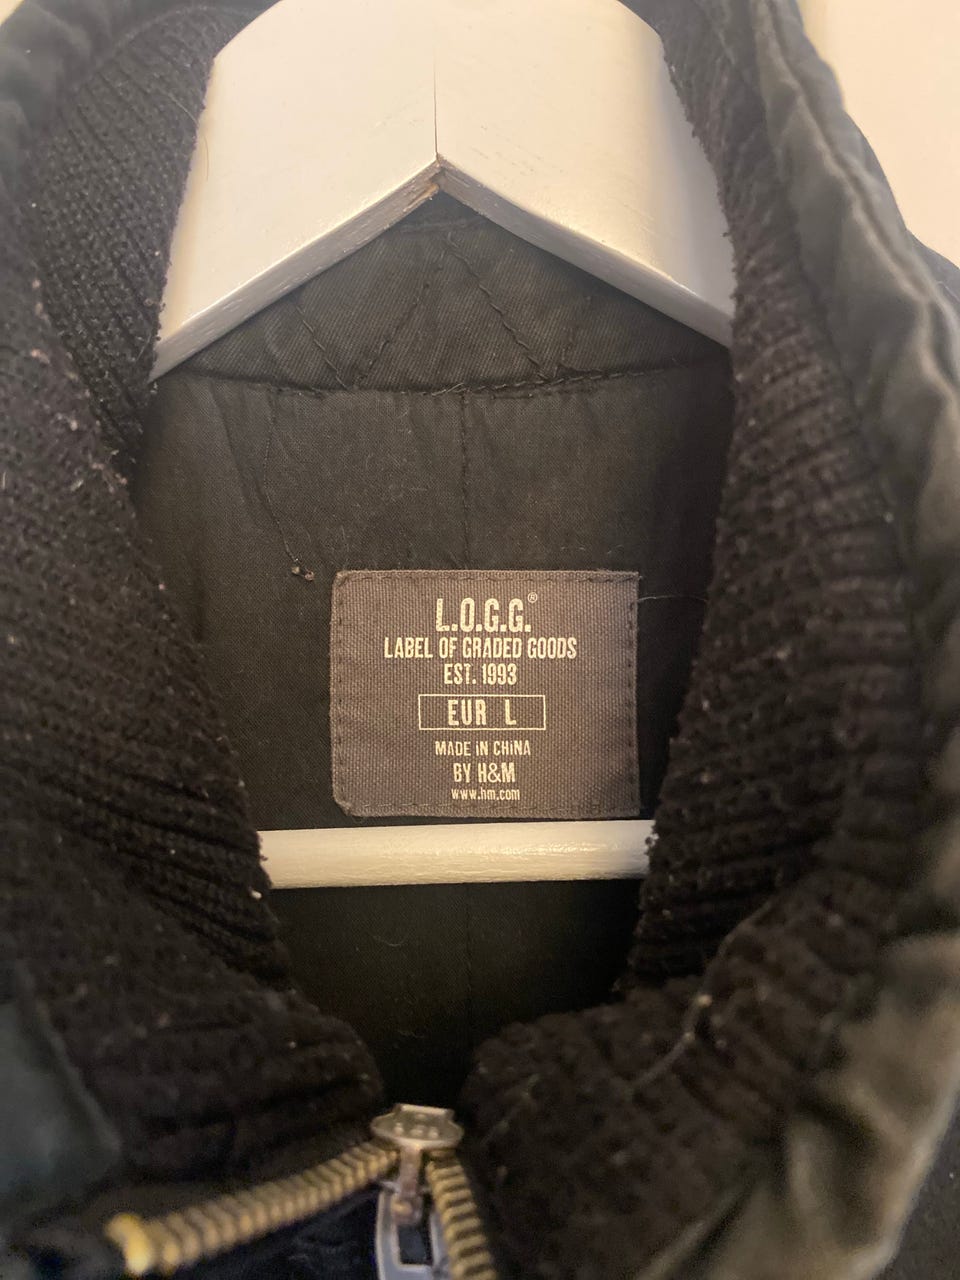 L.O.G.G.®
LABEL OF GRADED GOODS
EST. 1993
EUR L
MADE IN CHINA
BY H&M
www.hm.com